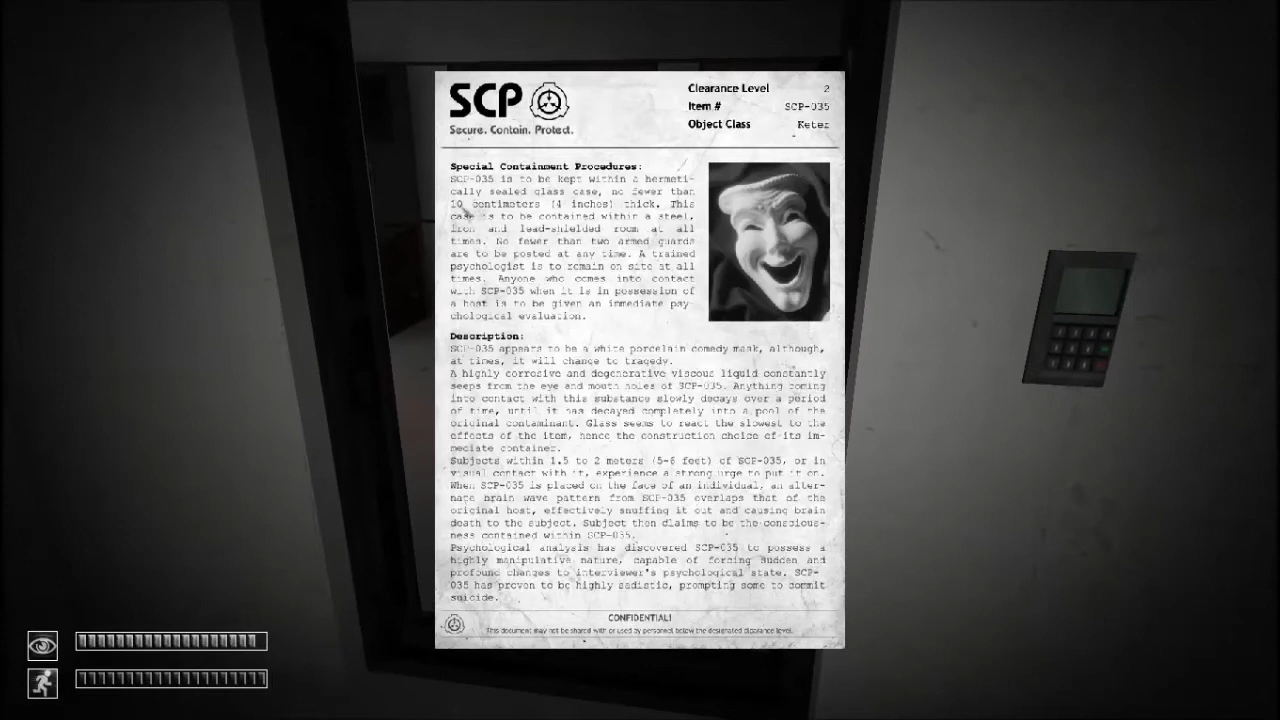 SCP
Secure. Contain. Protect.
Clearance Level 2
Item # SCP-035
Object Class Keter
Special Containment Procedures:
SCP-035 is to be kept within a hermeti-
cally sealed glass case, no fewer than
10 centimeters (4 inches) thick. This
case is to be contained within a steel,
iron and lead-shielded room at all
times. No fewer than two armed guards
are to be posted at any time. A trained
psychologist is to remain on site at all
times. Anyone who comes into contact
with SCP-035 when it is in possession of
a host is to be given an immediate psy-
chological evaluation.
Description:
SCP-035 appears to be a white porcelain comedy mask, although,
at times, it will change to tragedy.
A highly corrosive and degenerative viscous liquid constantly
seeps from the eye and mouth holes of SCP-035. Anything coming
into contact with this substance slowly decays over a period
of time, until it has decayed completely into a pool of the
original contaminant. Glass seems to react the slowest to the
effects of the item, hence the construction choice of its im-
mediate container.
Subjects within 1.5 to 2 meters (5-6 feet) of SCP-035, or in
visual contact with it, experience a strong urge to put it on.
When SCP-035 is placed on the face of an individual, an alter-
nate brain wave pattern from SCP-035 overlaps that of the
original host, effectively snuffing it out and causing brain
death to the subject. Subject then claims to be the conscious-
ness contained within SCP-035.
Psychological analysis has discovered SCP-035 to possess a
highly manipulative nature, capable of forcing sudden and
profound changes to interviewer's psychological state. SCP-
035 has proven to be highly sadistic, prompting some to commit
suicide.
CONFIDENTIAL!
This document may not be shared with or used by personnel below the designated clearance level.